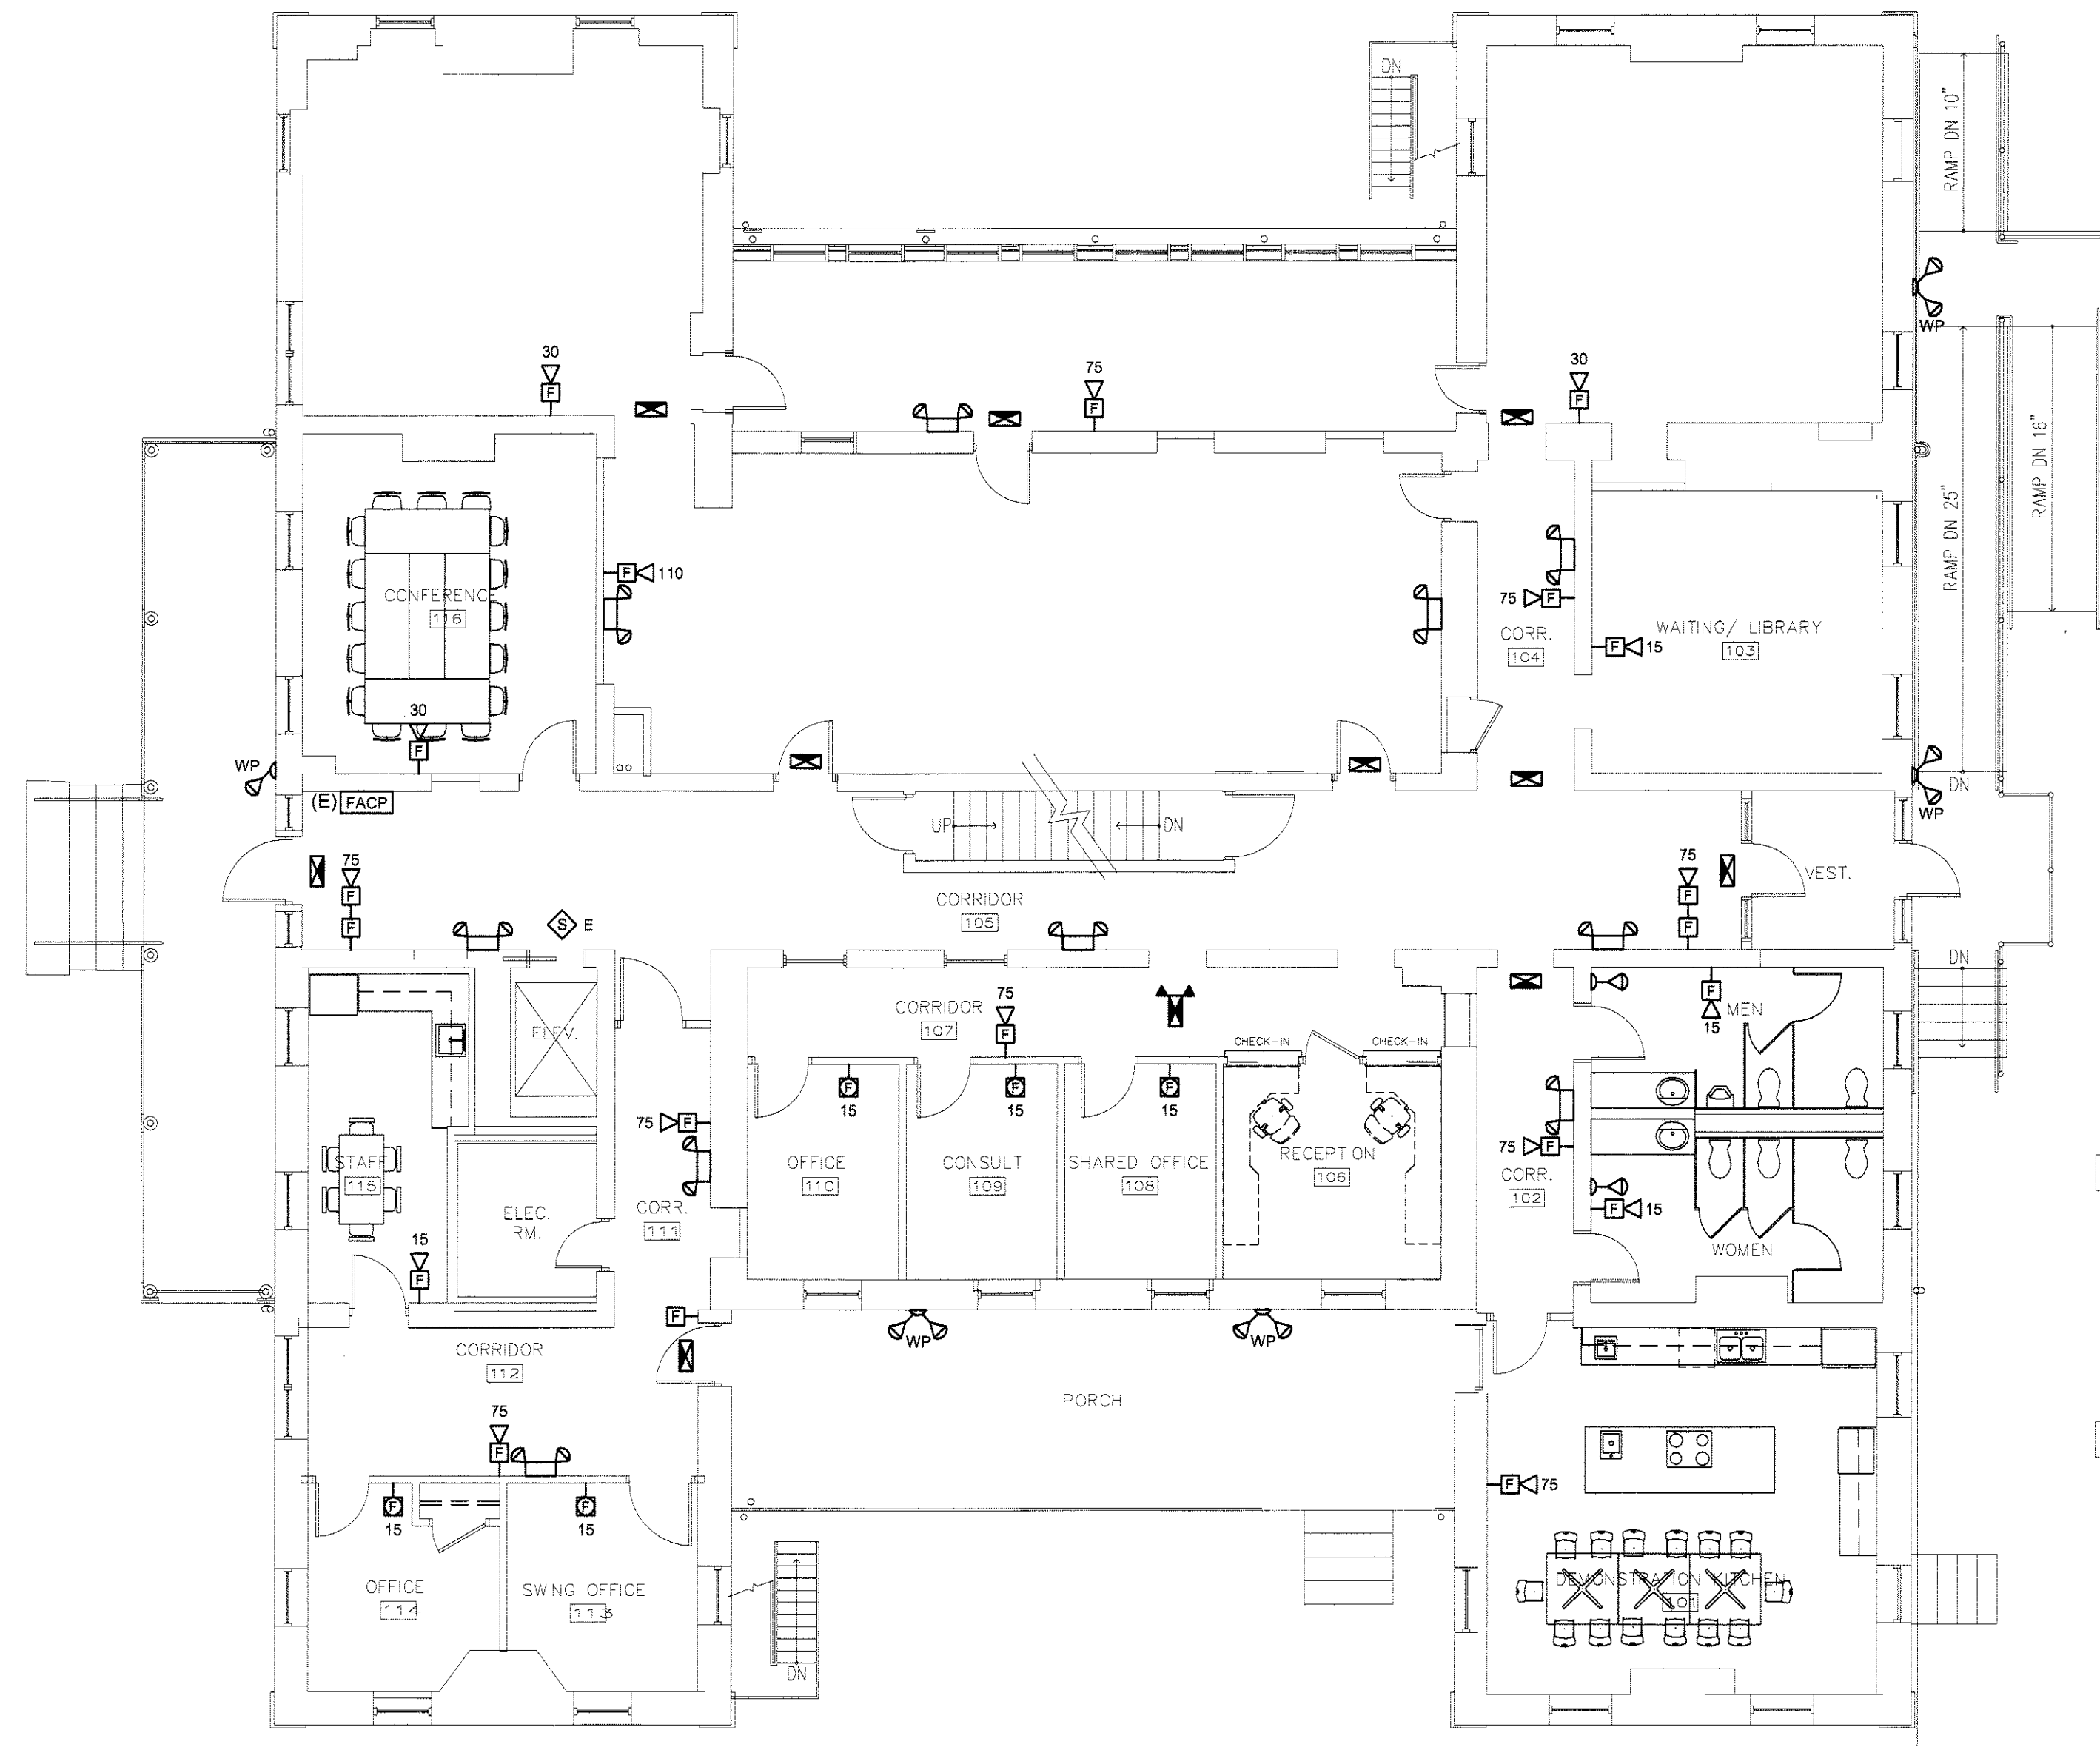 DN
RAMP DN 10"
WP
30
F
75
F
30
F
RAMP DN 16"
RAMP DN 25"
F 110
CONFERENCE
116
75 F
CORR.
104
F 15
WAITING/ LIBRARY
103
30
F
WP
(E) FACP
DN
WP
UP
DN
75
F
F
S E
CORRIDOR
105
75
F
F
VEST.
DN
ELEV.
CORRIDOR
107
75
F
CHECK-IN
CHECK-IN
F
15
MEN
F
15
F
15
F
15
75 F
75 F
STAFF
115
ELEC.
RM.
CORR.
111
OFFICE
110
CONSULT
109
SHARED OFFICE
108
RECEPTION
106
CORR.
102
F 15
WOMEN
15
F
F
WP
WP
CORRIDOR
112
PORCH
75
F
F 75
F
15
F
15
OFFICE
114
SWING OFFICE
113
DEMONSTRATION KITCHEN
101
DN